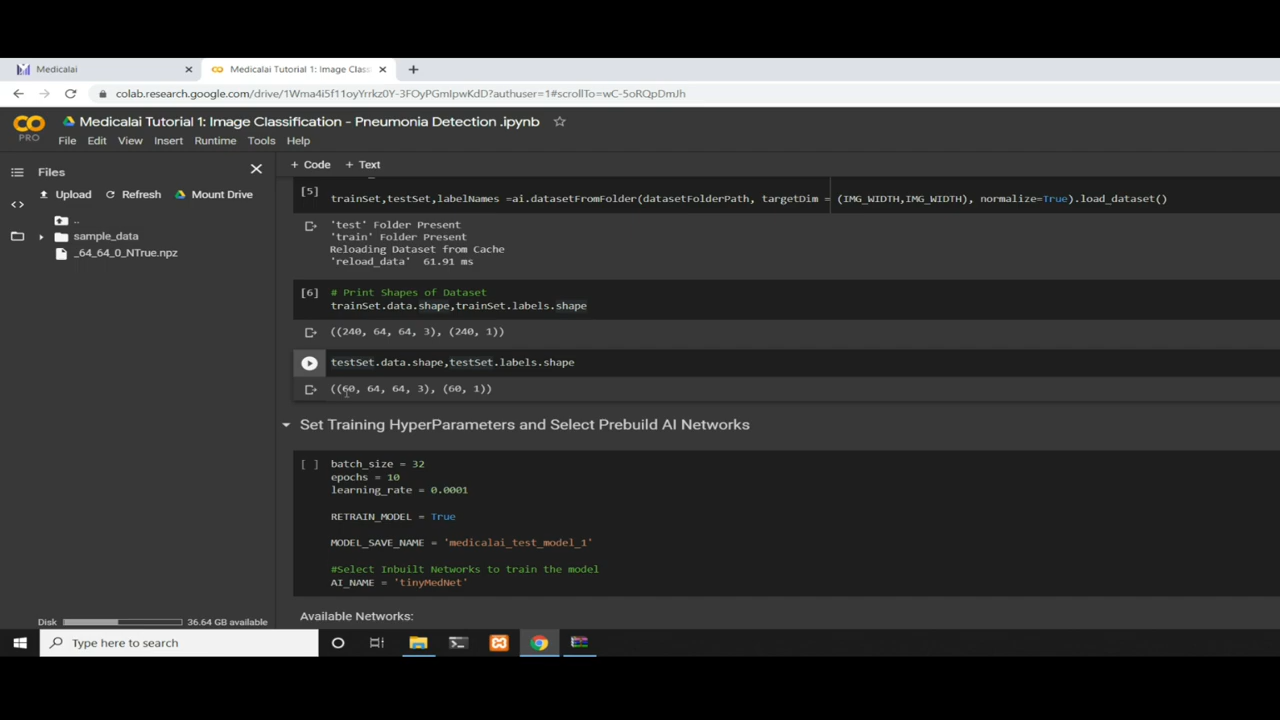 Medicalai
Medicalai Tutorial 1: Image Clas
colab.research.google.com/drive/1Wma4i5f11oyYrrkz0Y-3FOyPGmIpwKdD?authuser=1#scrollTo=wC-5oRQpDmJh
PRO
Medicalai Tutorial 1: Image Classification - Pneumonia Detection .ipynb
File Edit View Insert Runtime Tools Help
Files
Upload Refresh Mount Drive
..
sample_data
_64_64_0_NTrue.npz
+ Code + Text
[5]
trainSet,testSet,labelNames =ai.datasetFromFolder(datasetFolderPath, targetDim = (IMG_WIDTH,IMG_WIDTH), normalize=True).load_dataset()
'test' Folder Present
'train' Folder Present
Reloading Dataset from Cache
'reload_data' 61.91 ms
[6] # Print Shapes of Dataset
trainSet.data.shape,trainSet.labels.shape
((240, 64, 64, 3), (240, 1))
testSet.data.shape,testSet.labels.shape
((60, 64, 64, 3), (60, 1))
Set Training HyperParameters and Select Prebuild AI Networks
[ ] batch_size = 32
epochs = 10
learning_rate = 0.0001
RETRAIN_MODEL = True
MODEL_SAVE_NAME = 'medicalai_test_model_1'
#Select Inbuilt Networks to train the model
AI_NAME = 'tinyMedNet'
Available Networks:
Disk 36.64 GB available
Type here to search